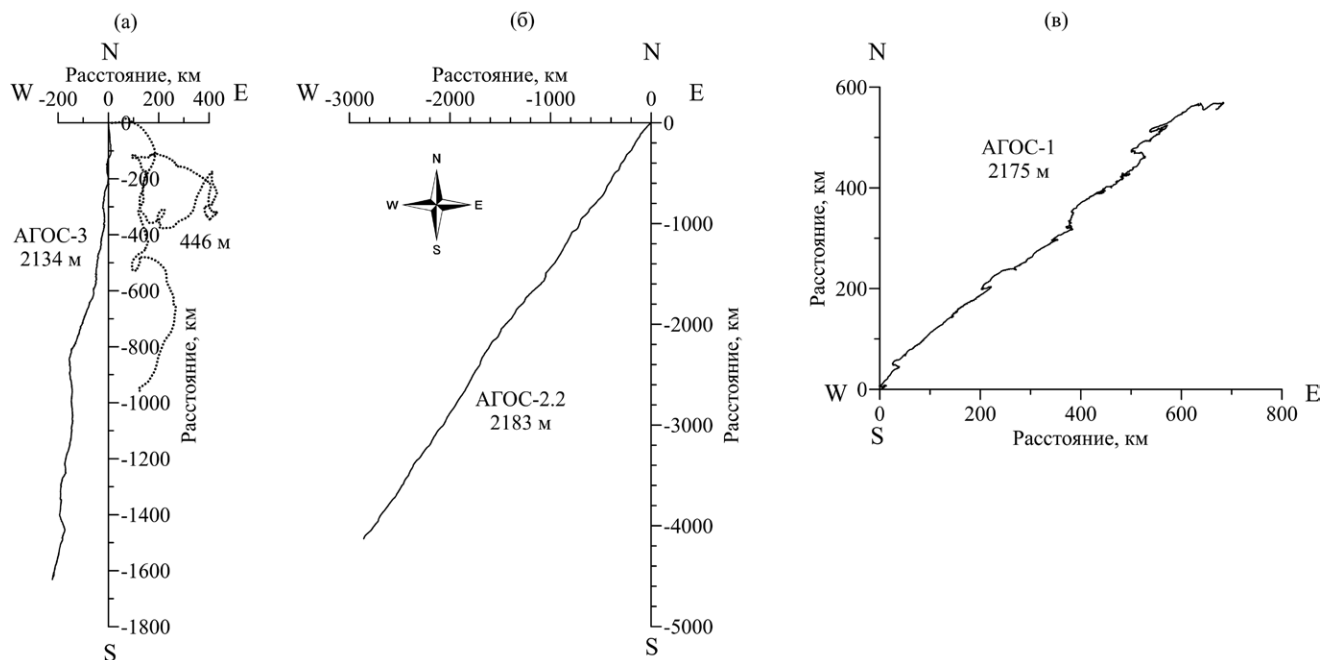 (а)
N
Расстояние, км
W -200 0 200 400 E
0
-200
-400
-600
-800
-1000
-1200
-1400
-1600
-1800
АГОС-3
2134 м
446 м
Расстояние, км
S
(б)
N
Расстояние, км
W -3000 -2000 -1000 0 E
0
-1000
-2000
-3000
-4000
-5000
N
W E
S
АГОС-2.2
2183 м
Расстояние, км
S
(в)
N
600
400
200
0
Расстояние, км
АГОС-1
2175 м
W E
0 200 400 600 800
S
Расстояние, км